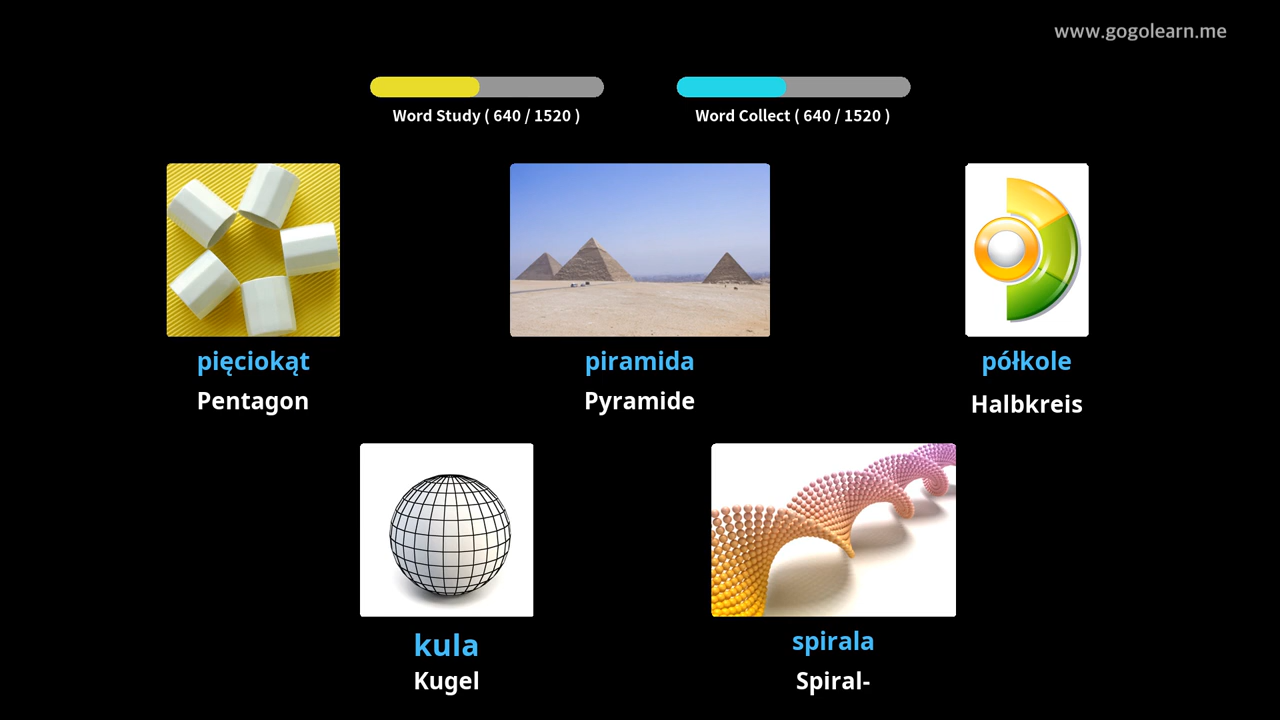 www.gogolearn.me
Word Study ( 640 / 1520 )
Word Collect ( 640 / 1520 )
pięciokąt
Pentagon
piramida
Pyramide
półkole
Halbkreis
kula
Kugel
spirala
Spiral-